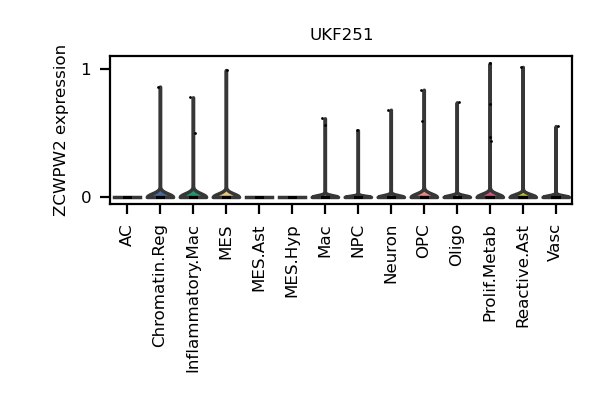 UKF251
ZCWPW2 expression
1
0
AC
Chromatin.Reg
Inflammatory.Mac
MES
MES.Ast
MES.Hyp
Mac
NPC
Neuron
OPC
Oligo
Prolif.Metab
Reactive.Ast
Vasc